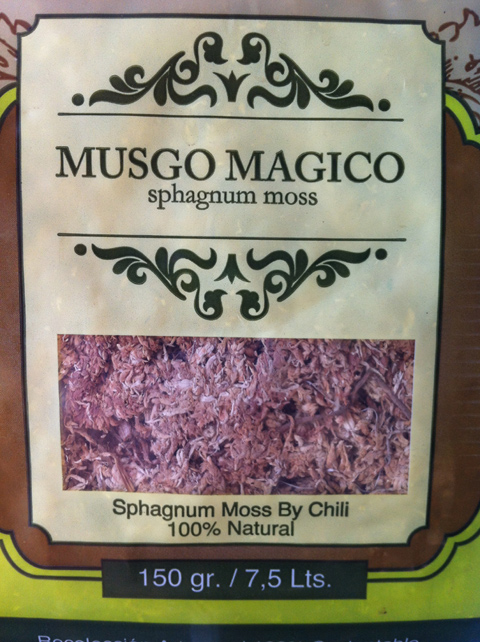 MUSGO MAGICO
sphagnum moss
Sphagnum Moss By Chili
100% Natural
150 gr. / 7,5 Lts.